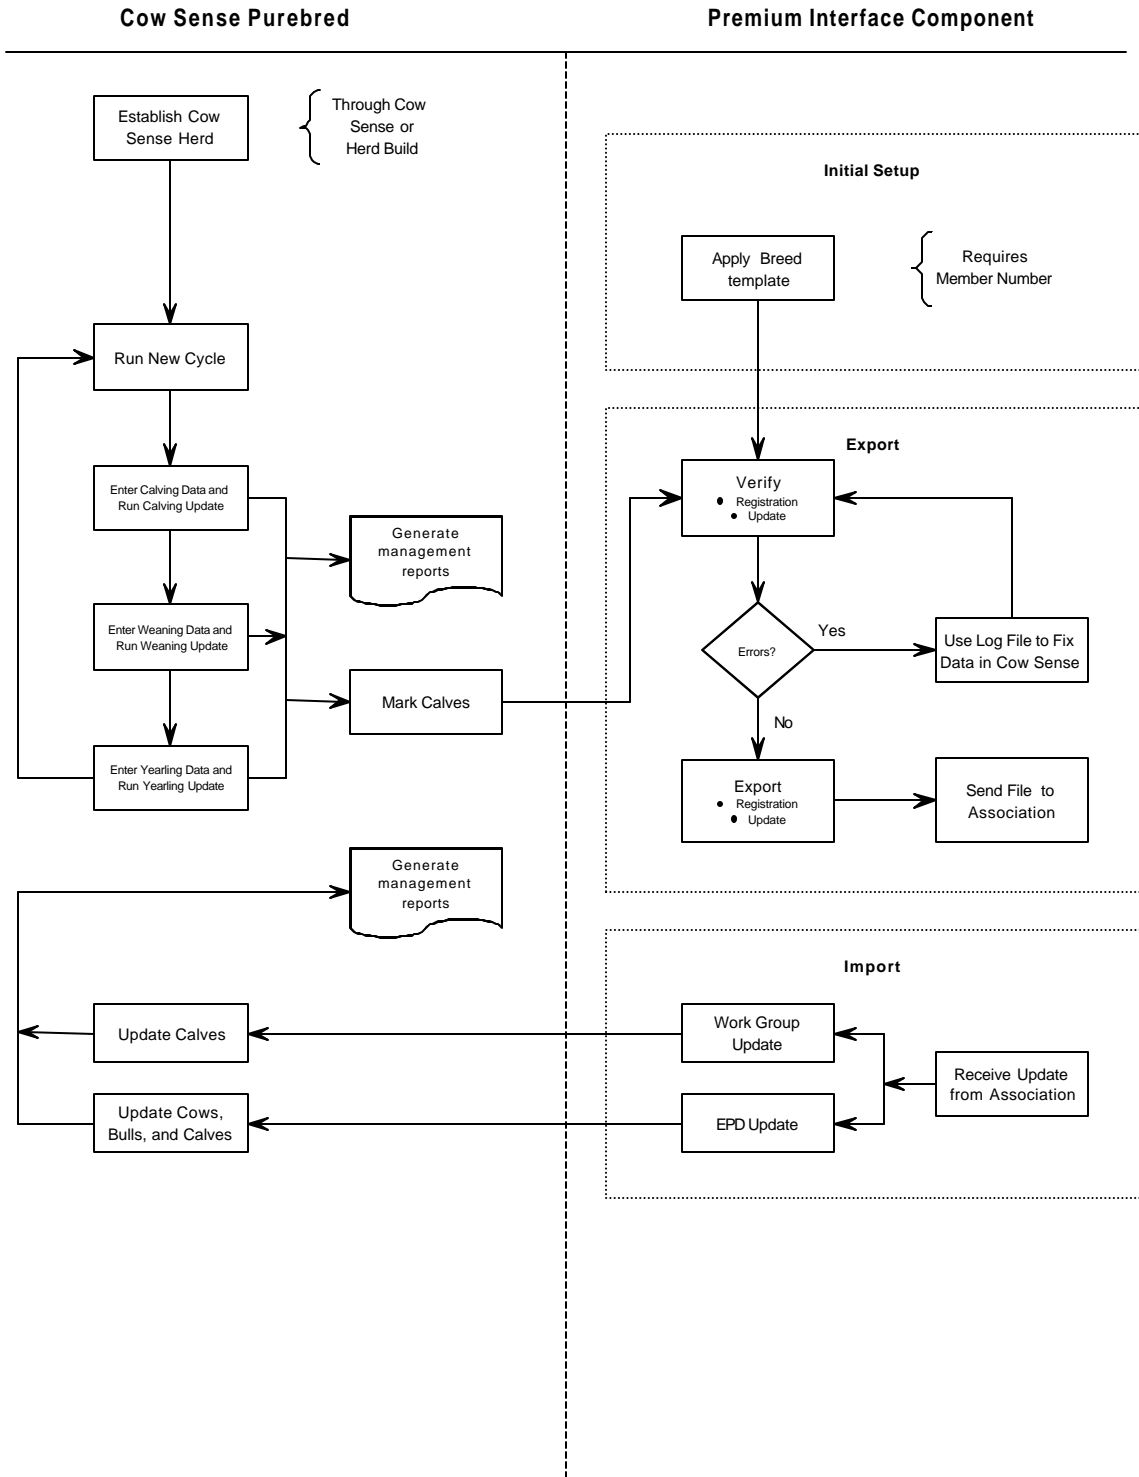 Cow Sense Purebred
Premium Interface Component
Establish Cow
Sense Herd
Through Cow
Sense or
Herd Build
Run New Cycle
Enter Calving Data and
Run Calving Update
Generate
management
reports
Enter Weaning Data and
Run Weaning Update
Mark Calves
Enter Yearling Data and
Run Yearling Update
Generate
management
reports
Update Calves
Update Cows,
Bulls, and Calves
Initial Setup
Apply Breed
template
Requires
Member Number
Export
Verify
• Registration
• Update
Errors?
Yes
Use Log File to Fix
Data in Cow Sense
No
Export
• Registration
• Update
Send File to
Association
Import
Work Group
Update
Receive Update
from Association
EPD Update